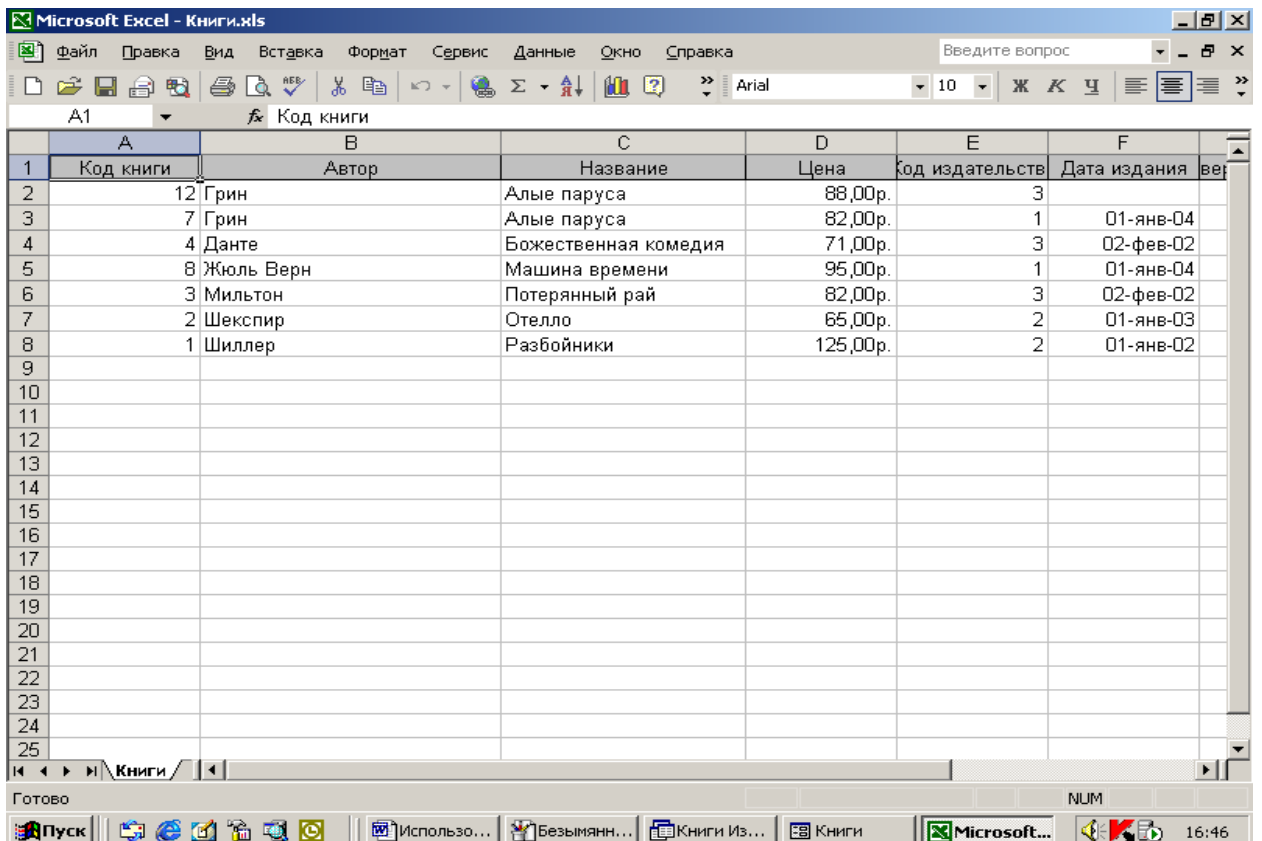 Microsoft Excel - Книги.xls
Файл Правка Вид Вставка Формат Сервис Данные Окно Справка Введите вопрос
Arial 10 Ж К Ч
A1 fx Код книги
A B C D E F
1 Код книги Автор Название Цена Код издательств Дата издания вер
2 12 Грин Алые паруса 88,00р. 3
3 7 Грин Алые паруса 82,00р. 1 01-янв-04
4 4 Данте Божественная комедия 71,00р. 3 02-фев-02
5 8 Жюль Верн Машина времени 95,00р. 1 01-янв-04
6 3 Мильтон Потерянный рай 82,00р. 3 02-фев-02
7 2 Шекспир Отелло 65,00р. 2 01-янв-03
8 1 Шиллер Разбойники 125,00р. 2 01-янв-02
9
10
11
12
13
14
15
16
17
18
19
20
21
22
23
24
25
Книги
Готово NUM
Пуск Использо... Безымянн... Книги Из... Книги Microsoft... 16:46